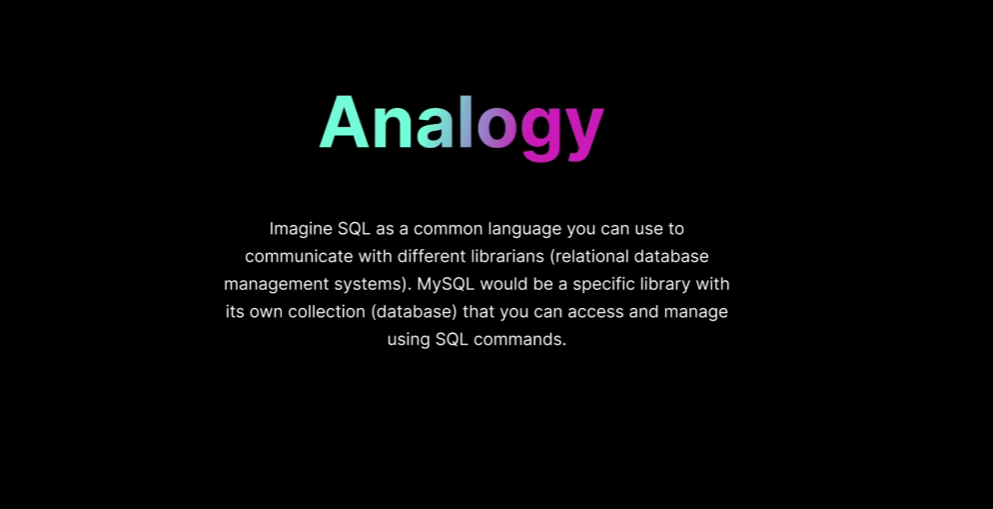 Analogy
Imagine SQL as a common language you can use to
communicate with different librarians (relational database
management systems). MySQL would be a specific library with
its own collection (database) that you can access and manage
using SQL commands.